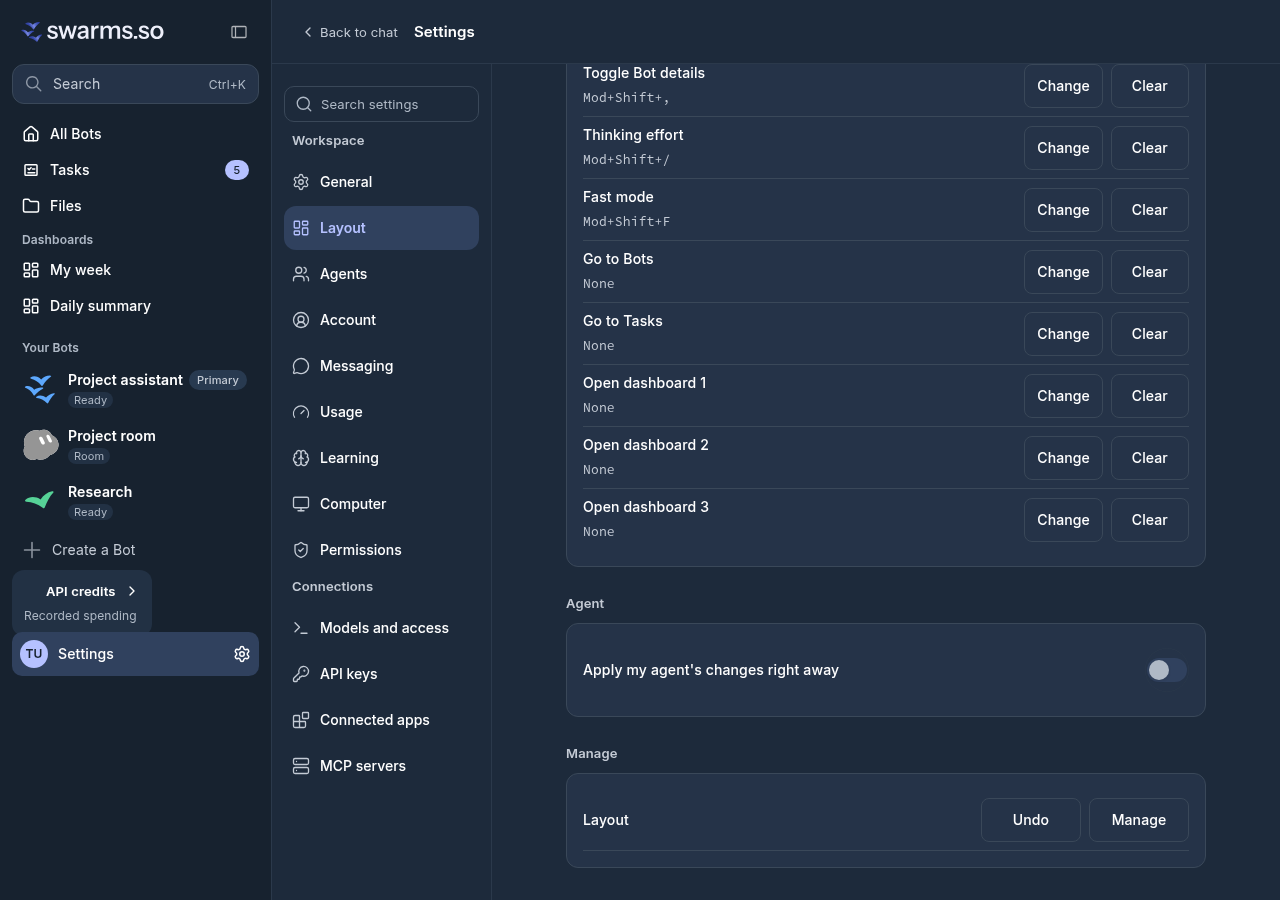 swarms.so
Search Ctrl+K
All Bots
Tasks 5
Files
Dashboards
My week
Daily summary
Your Bots
Project assistant Primary
Ready
Project room
Room
Research
Ready
Create a Bot
API credits
Recorded spending
TU Settings
Back to chat Settings
Search settings
Workspace
General
Layout
Agents
Account
Messaging
Usage
Learning
Computer
Permissions
Connections
Models and access
API keys
Connected apps
MCP servers
Toggle Bot details
Mod+Shift+,
Change Clear
Thinking effort
Mod+Shift+/
Change Clear
Fast mode
Mod+Shift+F
Change Clear
Go to Bots
None
Change Clear
Go to Tasks
None
Change Clear
Open dashboard 1
None
Change Clear
Open dashboard 2
None
Change Clear
Open dashboard 3
None
Change Clear
Agent
Apply my agent's changes right away
Manage
Layout Undo Manage